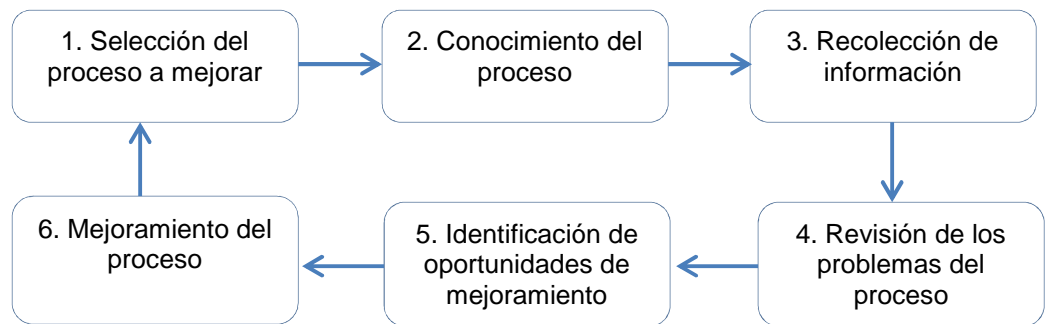 1. Selección del
proceso a mejorar
2. Conocimiento del
proceso
3. Recolección de
información
4. Revisión de los
problemas del
proceso
5. Identificación de
oportunidades de
mejoramiento
6. Mejoramiento del
proceso